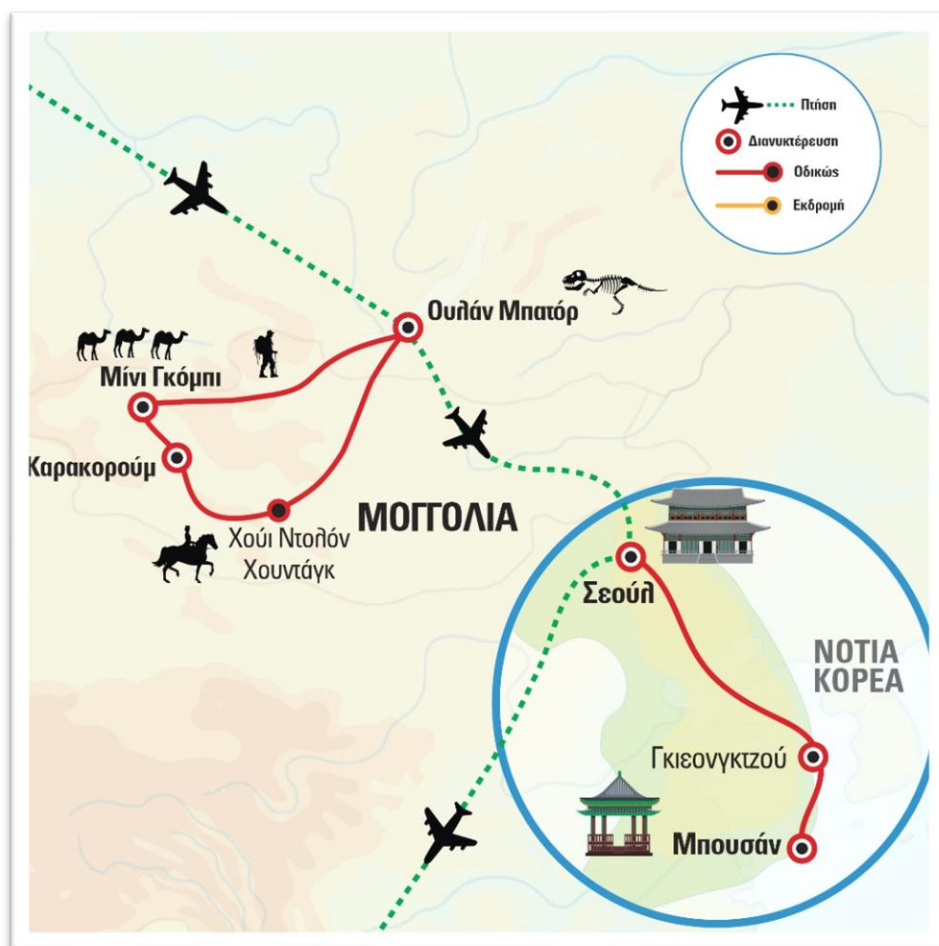 Πτήση
Διανυκτέρευση
Οδικώς
Εκδρομή
Ουλάν Μπατόρ
Μίνι Γκόμπι
Καρακορούμ
ΜΟΓΓΟΛΙΑ
Χούι Ντολόν
Χουντάγκ
Σεούλ
ΝΟΤΙΑ
ΚΟΡΕΑ
Γκιεονγκτζού
Μπουσάν